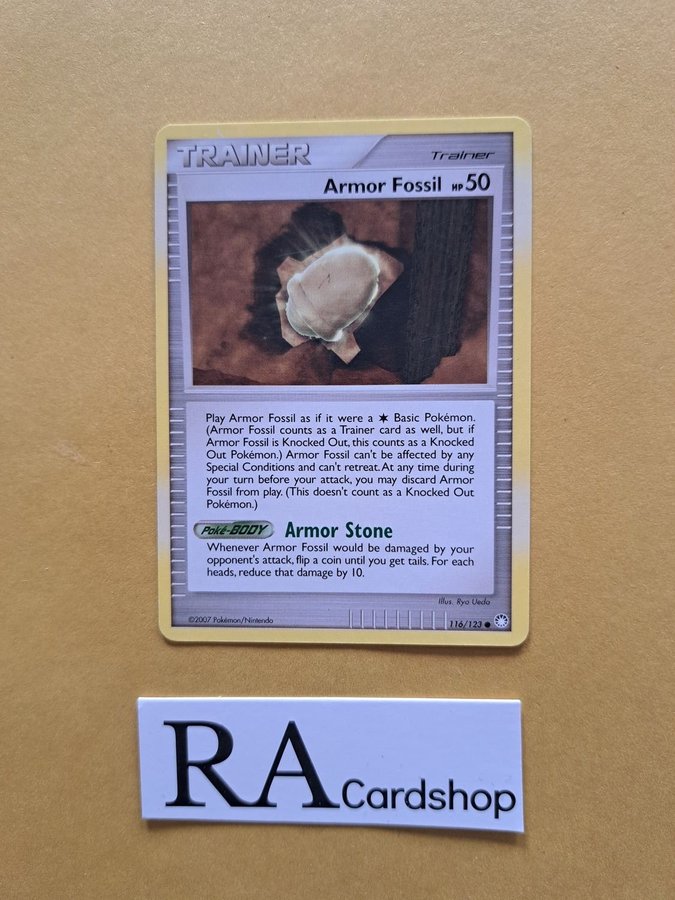 TRAINER
Trainer
Armor Fossil HP 50
Play Armor Fossil as if it were a Basic Pokémon.
(Armor Fossil counts as a Trainer card as well, but if
Armor Fossil is Knocked Out, this counts as a Knocked
Out Pokémon.) Armor Fossil can't be affected by any
Special Conditions and can't retreat. At any time during
your turn before your attack, you may discard Armor
Fossil from play. (This doesn't count as a Knocked Out
Pokémon.)
Poké-BODY Armor Stone
Whenever Armor Fossil would be damaged by your
opponent's attack, flip a coin until you get tails. For each
heads, reduce that damage by 10.
Illus. Ryo Ueda
©2007 Pokémon/Nintendo
116/123
RA Cardshop